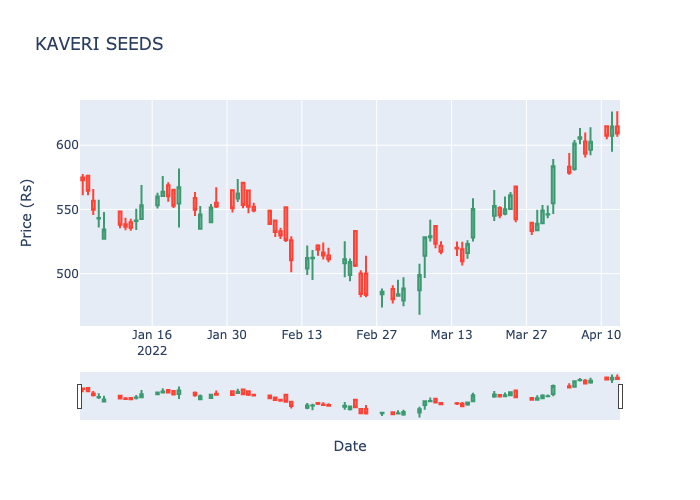 KAVERI SEEDS
Price (Rs)
600
550
500
Jan 16
2022
Jan 30
Feb 13
Feb 27
Mar 13
Mar 27
Apr 10
Date